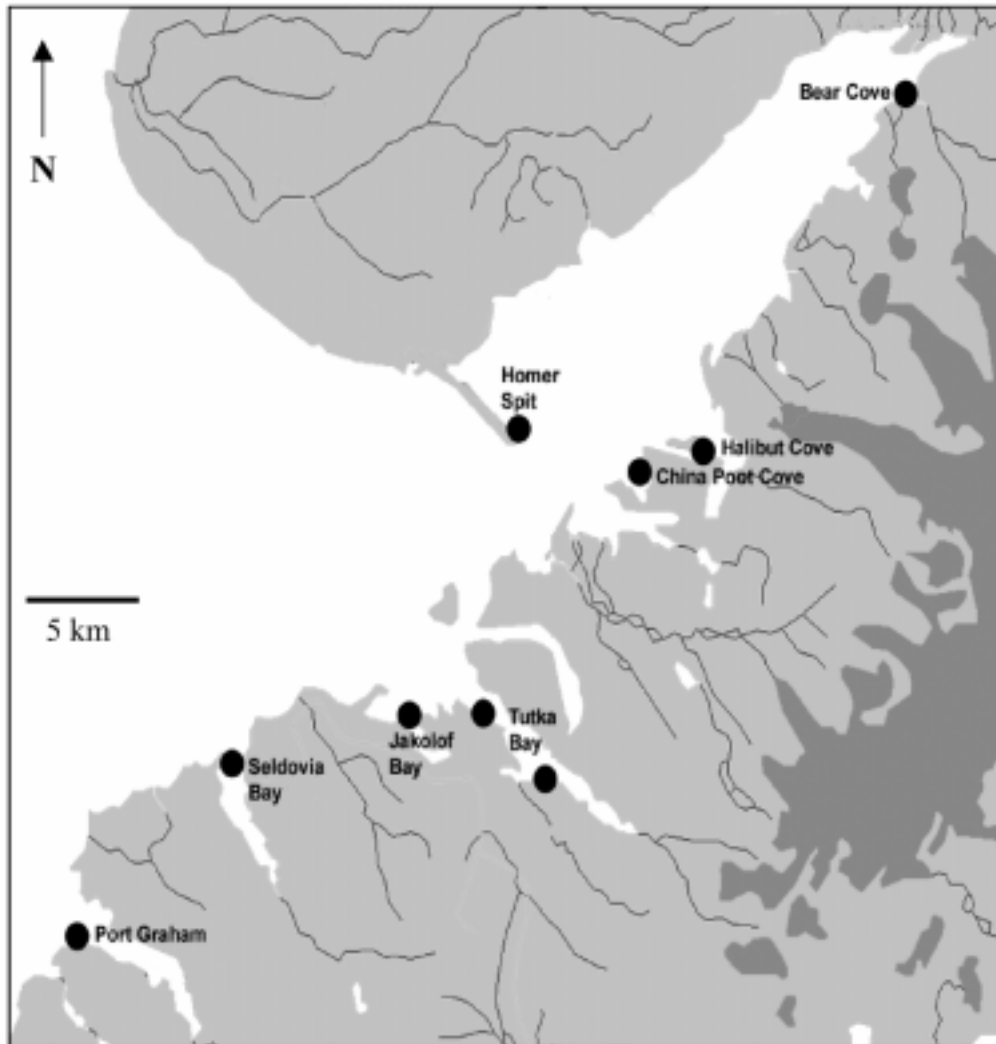 Bear Cove
N
Homer
Spit
Halibut Cove
China Poot Cove
5 km
Tutka
Bay
Jakolof
Bay
Seldovia
Bay
Port Graham